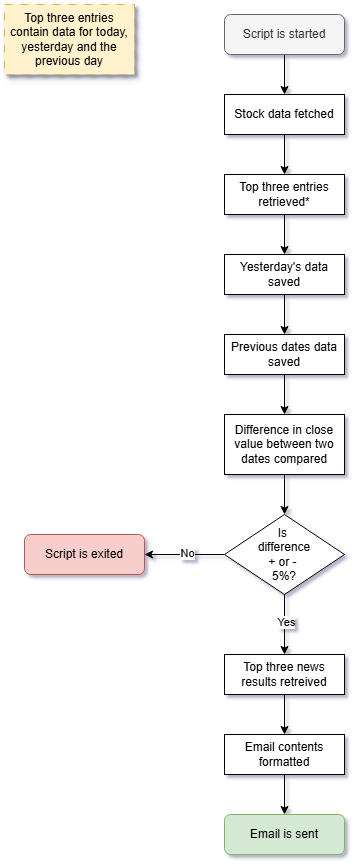 Top three entries
contain data for today,
yesterday and the
previous day
Script is started
Stock data fetched
Top three entries
retrieved*
Yesterday's data
saved
Previous dates data
saved
Difference in close
value between two
dates compared
Is
difference
+ or -
5%?
No
Script is exited
Yes
Top three news
results retreived
Email contents
formatted
Email is sent